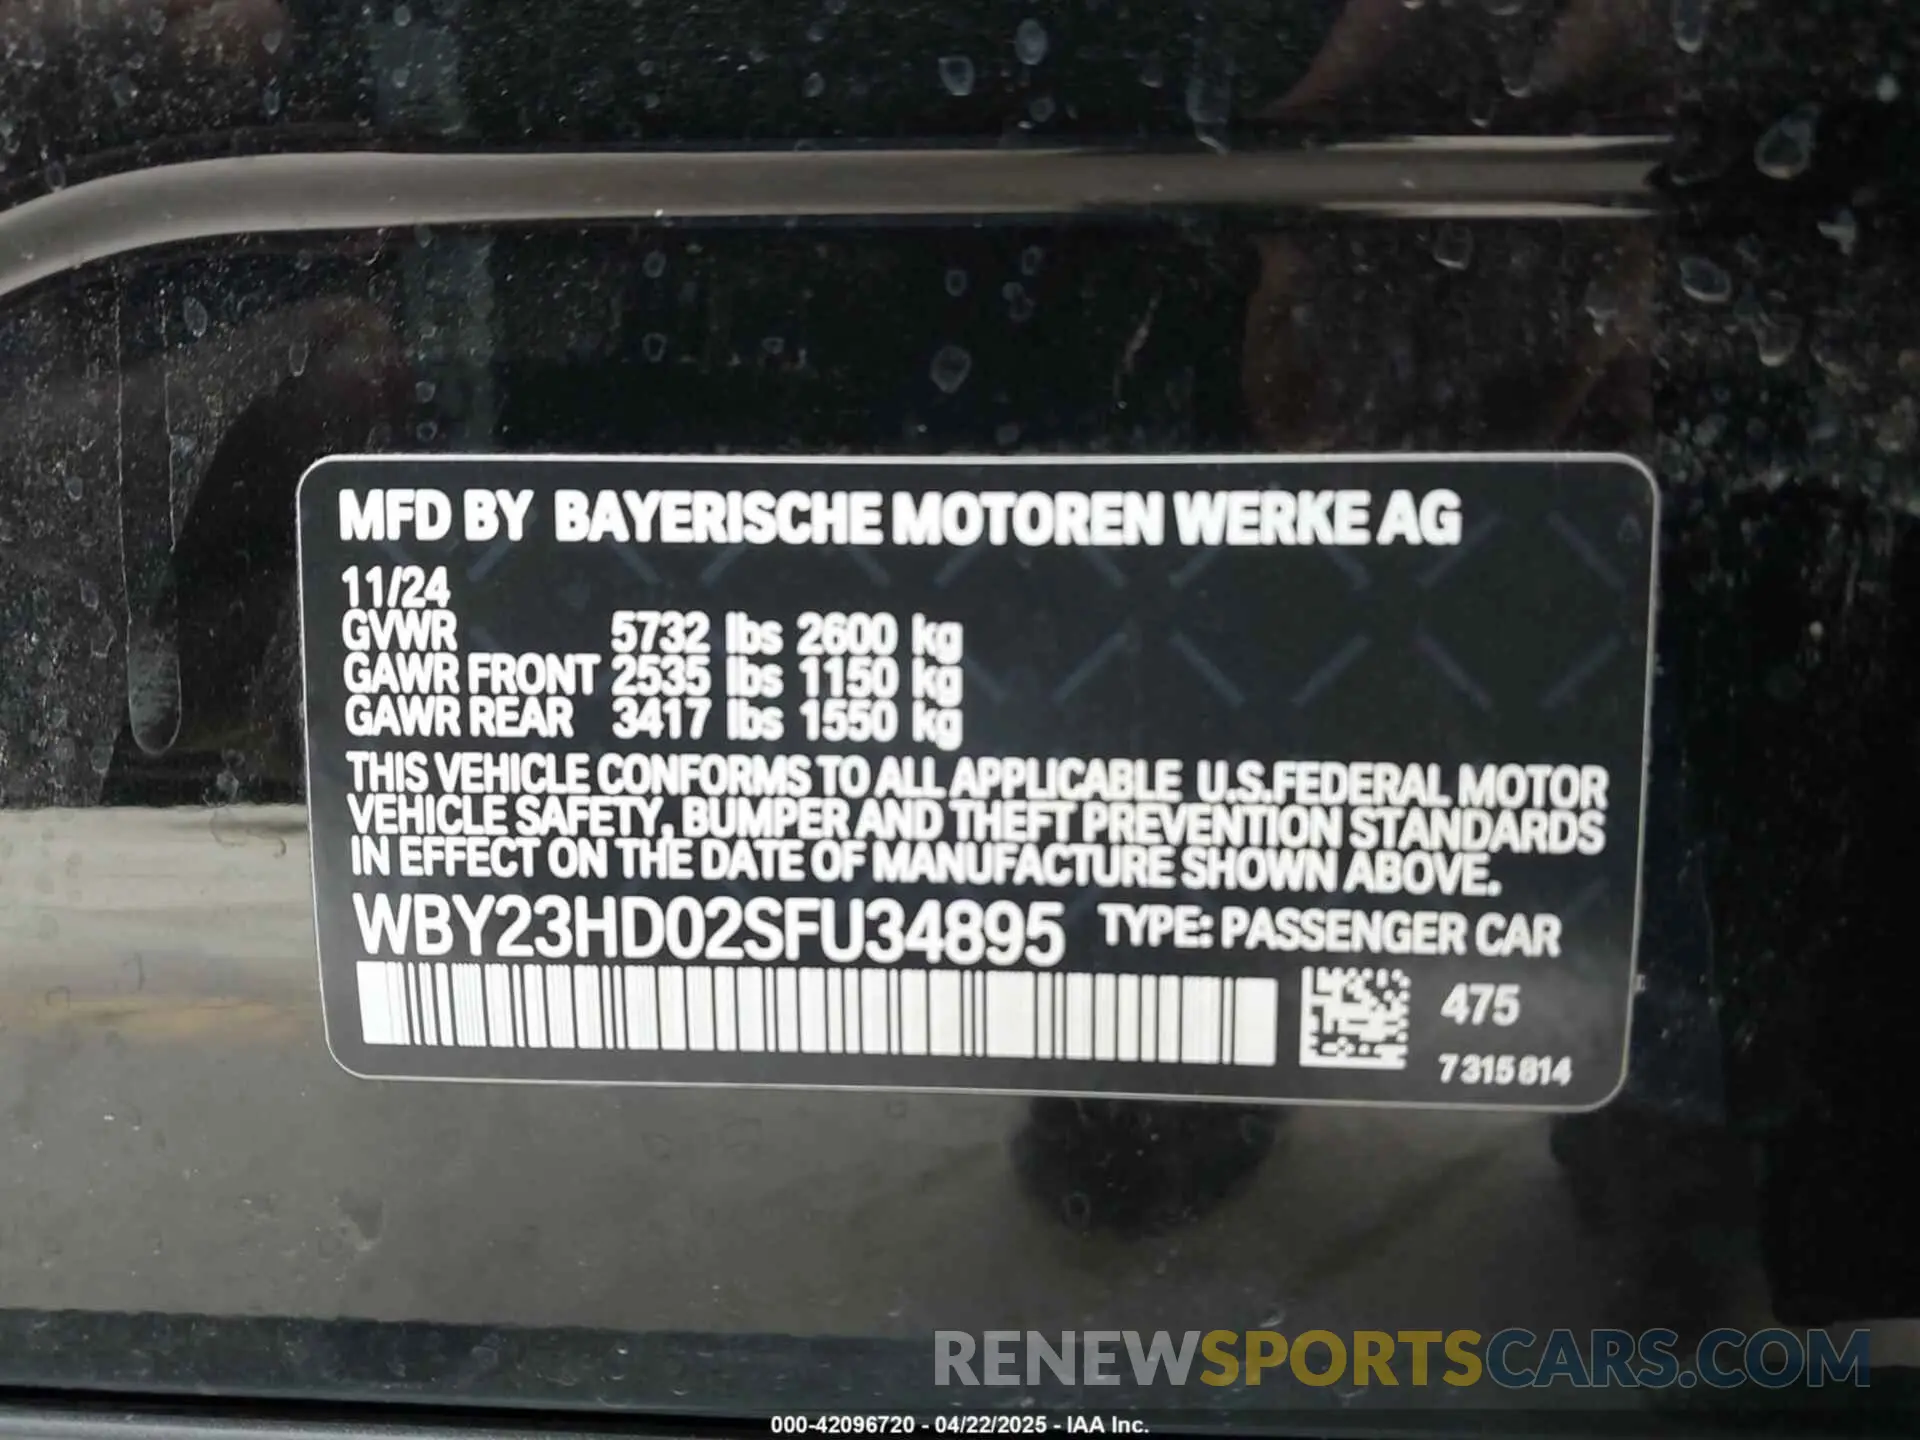 MFD BY BAYERISCHE MOTOREN WERKE AG
11/24
GVWR 5732 lbs 2600 kg
GAWR FRONT 2535 lbs 1150 kg
GAWR REAR 3417 lbs 1550 kg
THIS VEHICLE CONFORMS TO ALL APPLICABLE U.S.FEDERAL MOTOR
VEHICLE SAFETY, BUMPER AND THEFT PREVENTION STANDARDS
IN EFFECT ON THE DATE OF MANUFACTURE SHOWN ABOVE.
WBY23HD02SFU34895 TYPE: PASSENGER CAR
475
7 315 814
RENEWSPORTSCARS.COM
000-42096720 - 04/22/2025 - IAA Inc.